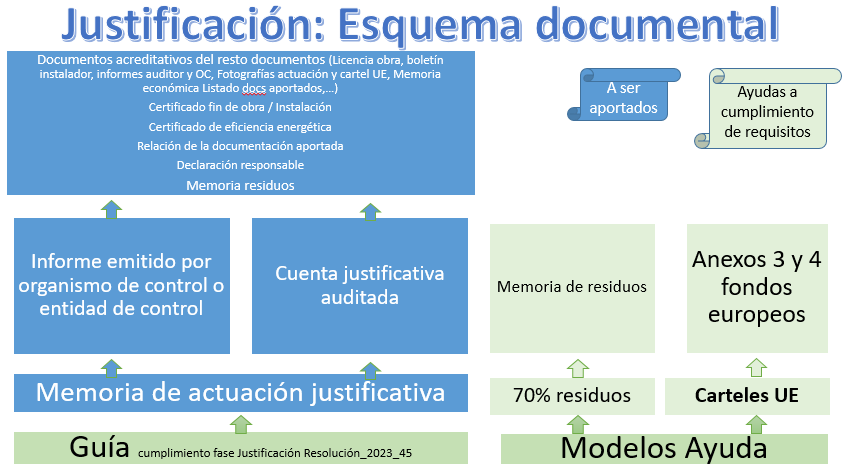 Justificación: Esquema documental
Documentos acreditativos del resto documentos (Licencia obra, boletín
instalador, informes auditor y OC, Fotografías actuación y cartel UE, Memoria
económica Listado docs aportados,...)
Certificado fin de obra / Instalación
Certificado de eficiencia energética
Relación de la documentación aportada
Declaración responsable
Memoria residuos
A ser
aportados
Ayudas a
cumplimiento
de requisitos
Informe emitido por
organismo de control o
entidad de control
Cuenta justificativa
auditada
Memoria de residuos
Anexos 3 y 4
fondos
europeos
Memoria de actuación justificativa
70% residuos
Carteles UE
Guía cumplimiento fase Justificación Resolución_2023_45
Modelos Ayuda